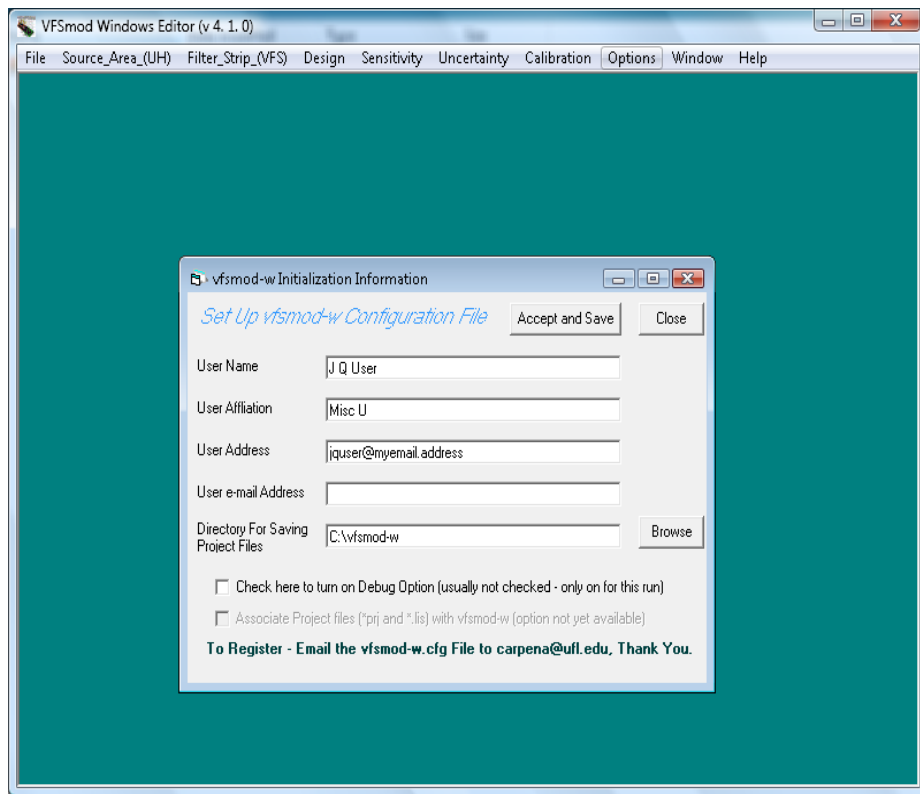 VFSmod Windows Editor (v 4. 1. 0)
File Source_Area_(UH) Filter_Strip_(VFS) Design Sensitivity Uncertainty Calibration Options Window Help
vfsmod-w Initialization Information
Set Up vfsmod-w Configuration File
Accept and Save
Close
User Name
J Q User
User Affliation
Misc U
User Address
jquser@myemail.address
User e-mail Address
Directory For Saving
Project Files
C:\vfsmod-w
Browse
Check here to turn on Debug Option (usually not checked - only on for this run)
Associate Project files (*prj and *.lis) with vfsmod-w (option not yet available)
To Register - Email the vfsmod-w.cfg File to carpena@ufl.edu, Thank You.